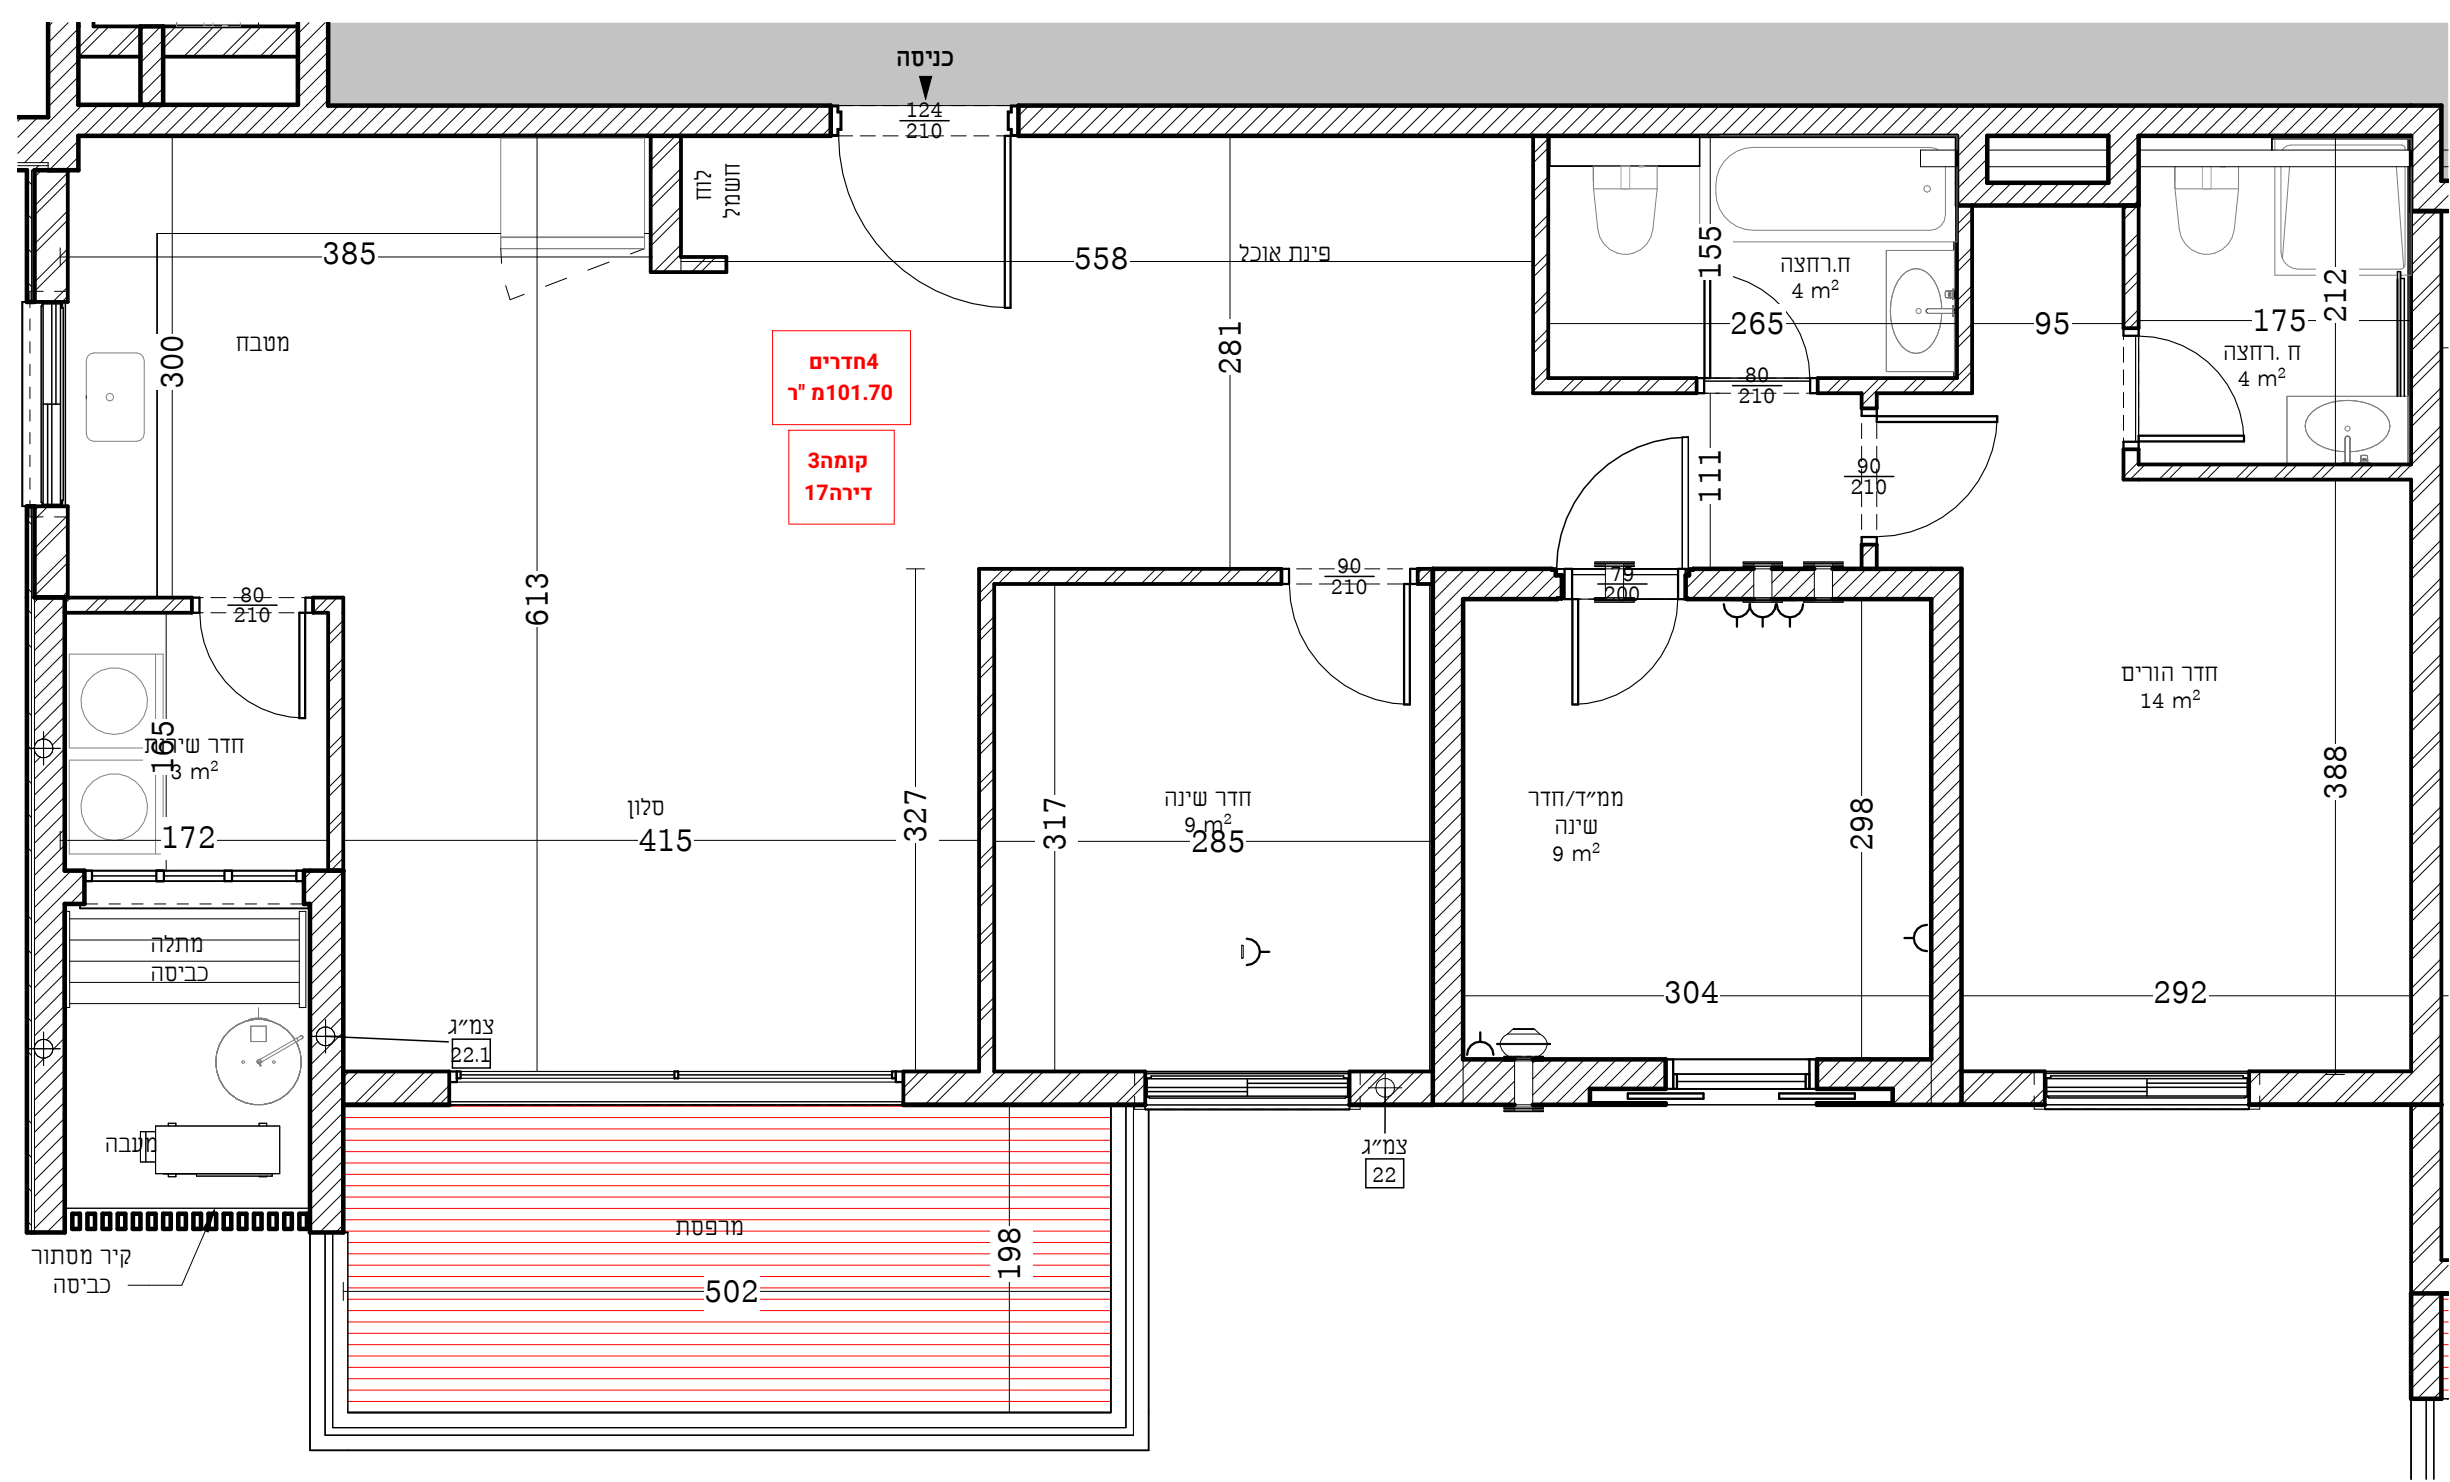 כניסה
124
210
לוח
חשמל
385
558
פינת אוכל
155
ח.רחצה
4 m²
265
95
212
175
ח .רחצה
4 m²
מטבח
300
281
4חדרים
101.70מ "ר
קומה3
דירה17
80
210
111
90
210
613
90
210
79
200
80
210
חדר הורים
14 m²
165
חדר שירות
3 m²
172
סלון
415
327
317
חדר שינה
9 m²
285
ממ״ד/חדר
שינה
9 m²
298
388
304
292
מתלה
כביסה
צמ״ג
22.1
מעבה
צמ״ג
22
מרפסת
198
502
קיר מסתור
כביסה